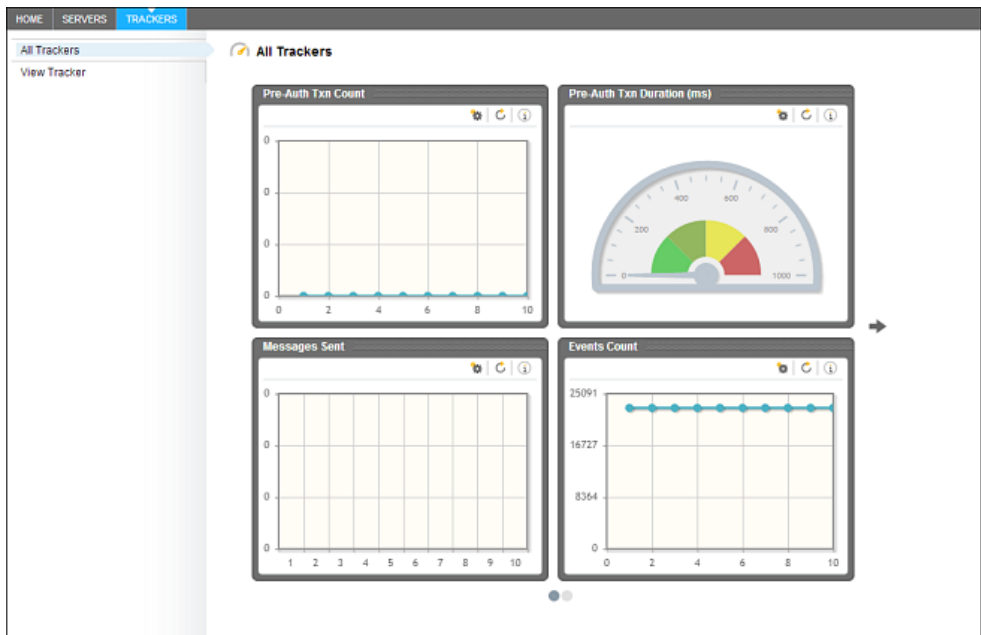 HOME SERVERS TRACKERS
All Trackers
View Tracker
All Trackers
Pre-Auth Txn Count
0
0
0
0
0 2 4 6 8 10
Pre-Auth Txn Duration (ms)
0 200 400 600 800 1000
Messages Sent
0
0
0
0
1 2 3 4 5 6 7 8 9 10
Events Count
25091
16727
8364
0
0 2 4 6 8 10